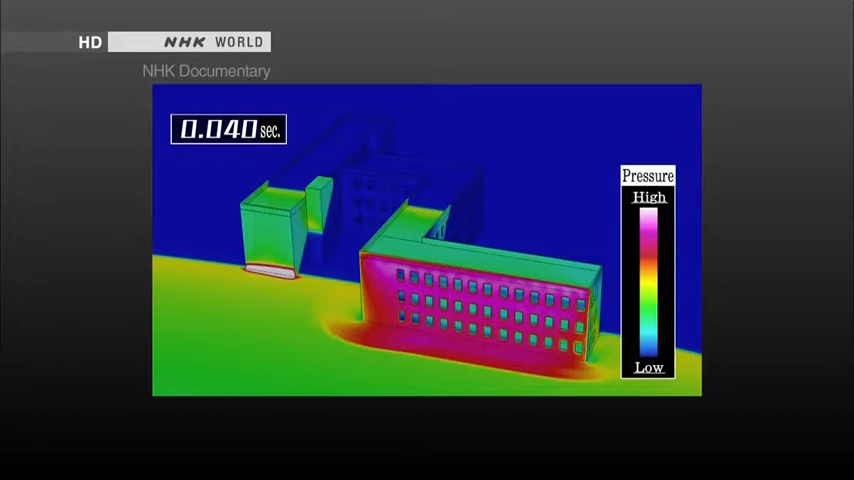 HD NHK WORLD
NHK Documentary
0.040 sec.
Pressure
High
Low